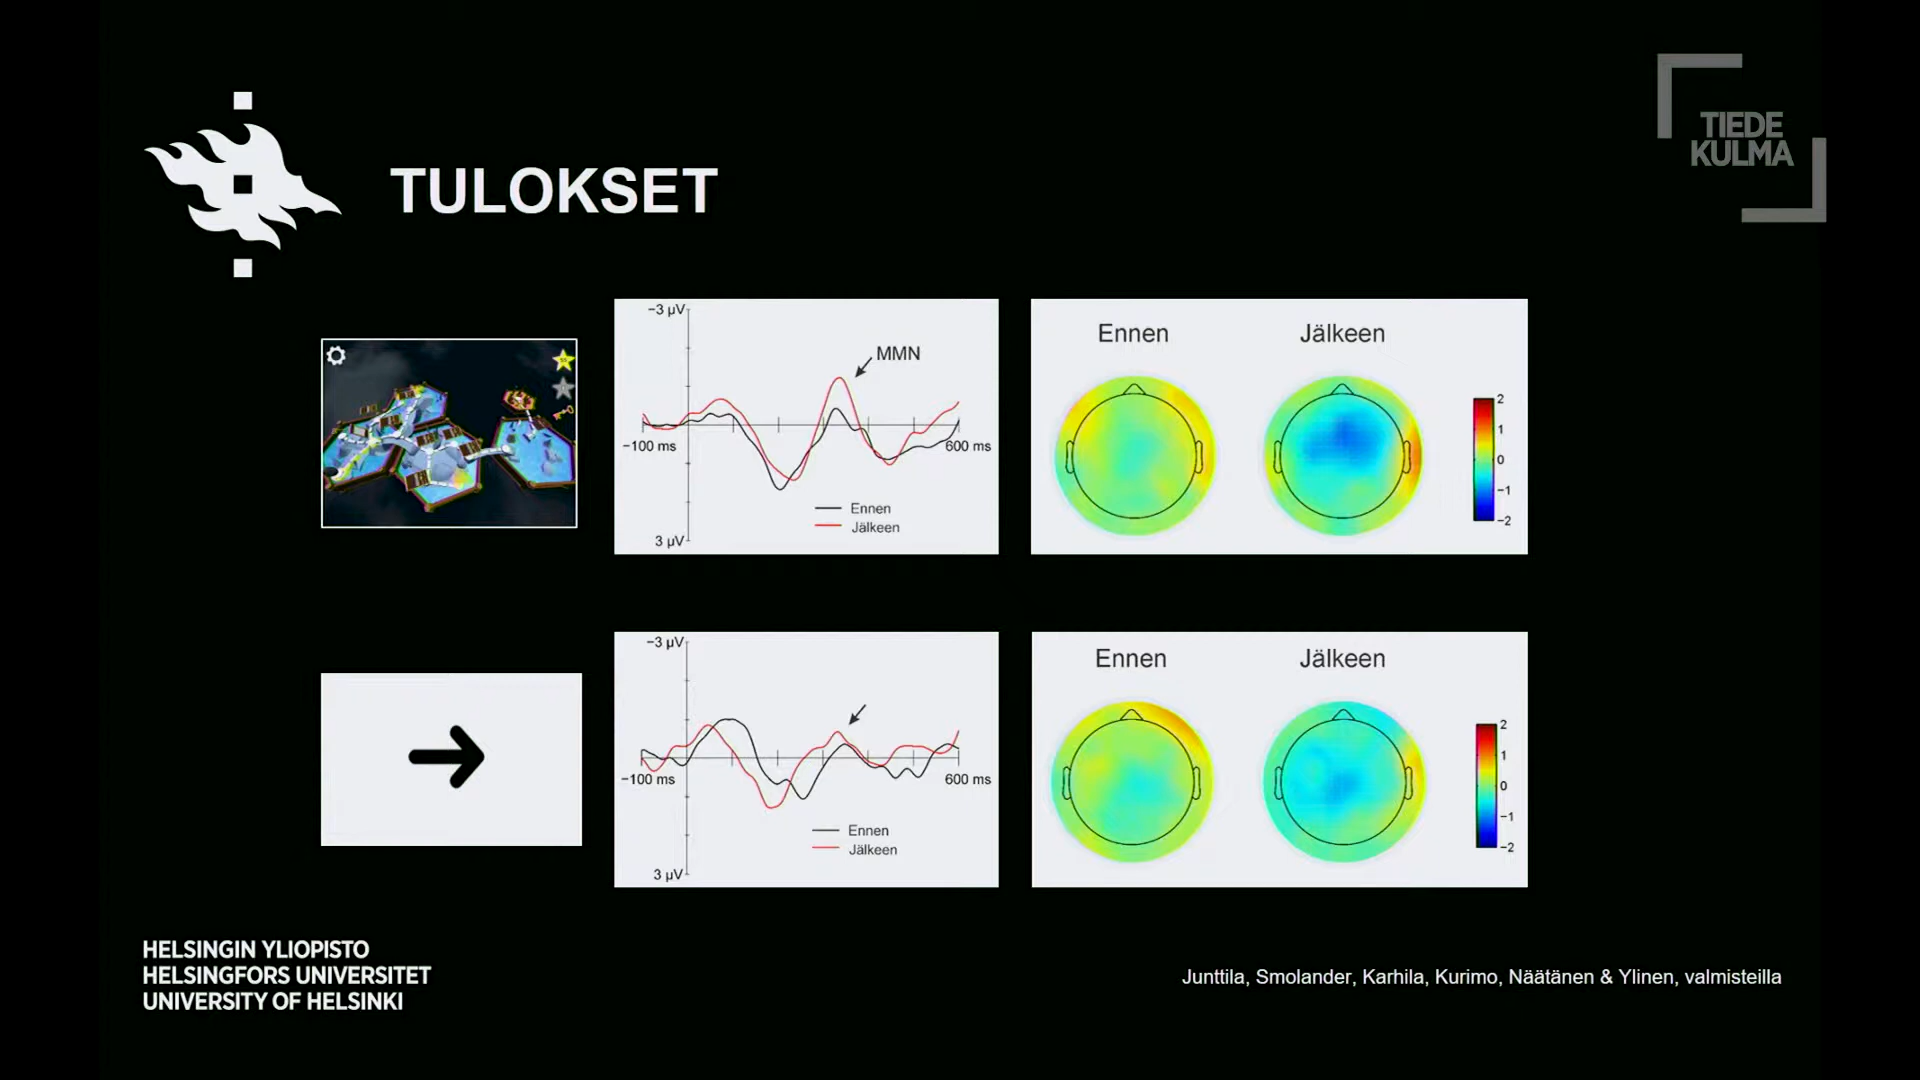 TIEDE
KULMA
TULOKSET
−3 µV
MMN
−100 ms
600 ms
Ennen
Jälkeen
3 µV
Ennen
Jälkeen
2
1
0
−1
−2
−3 µV
−100 ms
600 ms
Ennen
Jälkeen
3 µV
Ennen
Jälkeen
2
1
0
−1
−2
HELSINGIN YLIOPISTO
HELSINGFORS UNIVERSITET
UNIVERSITY OF HELSINKI
Junttila, Smolander, Karhila, Kurimo, Näätänen & Ylinen, valmisteilla